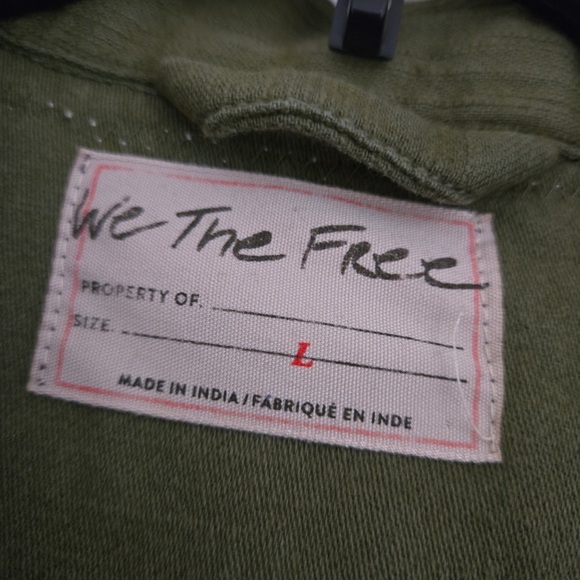 We The Free
PROPERTY OF.
SIZE. L
MADE IN INDIA / FABRIQUÉ EN INDE